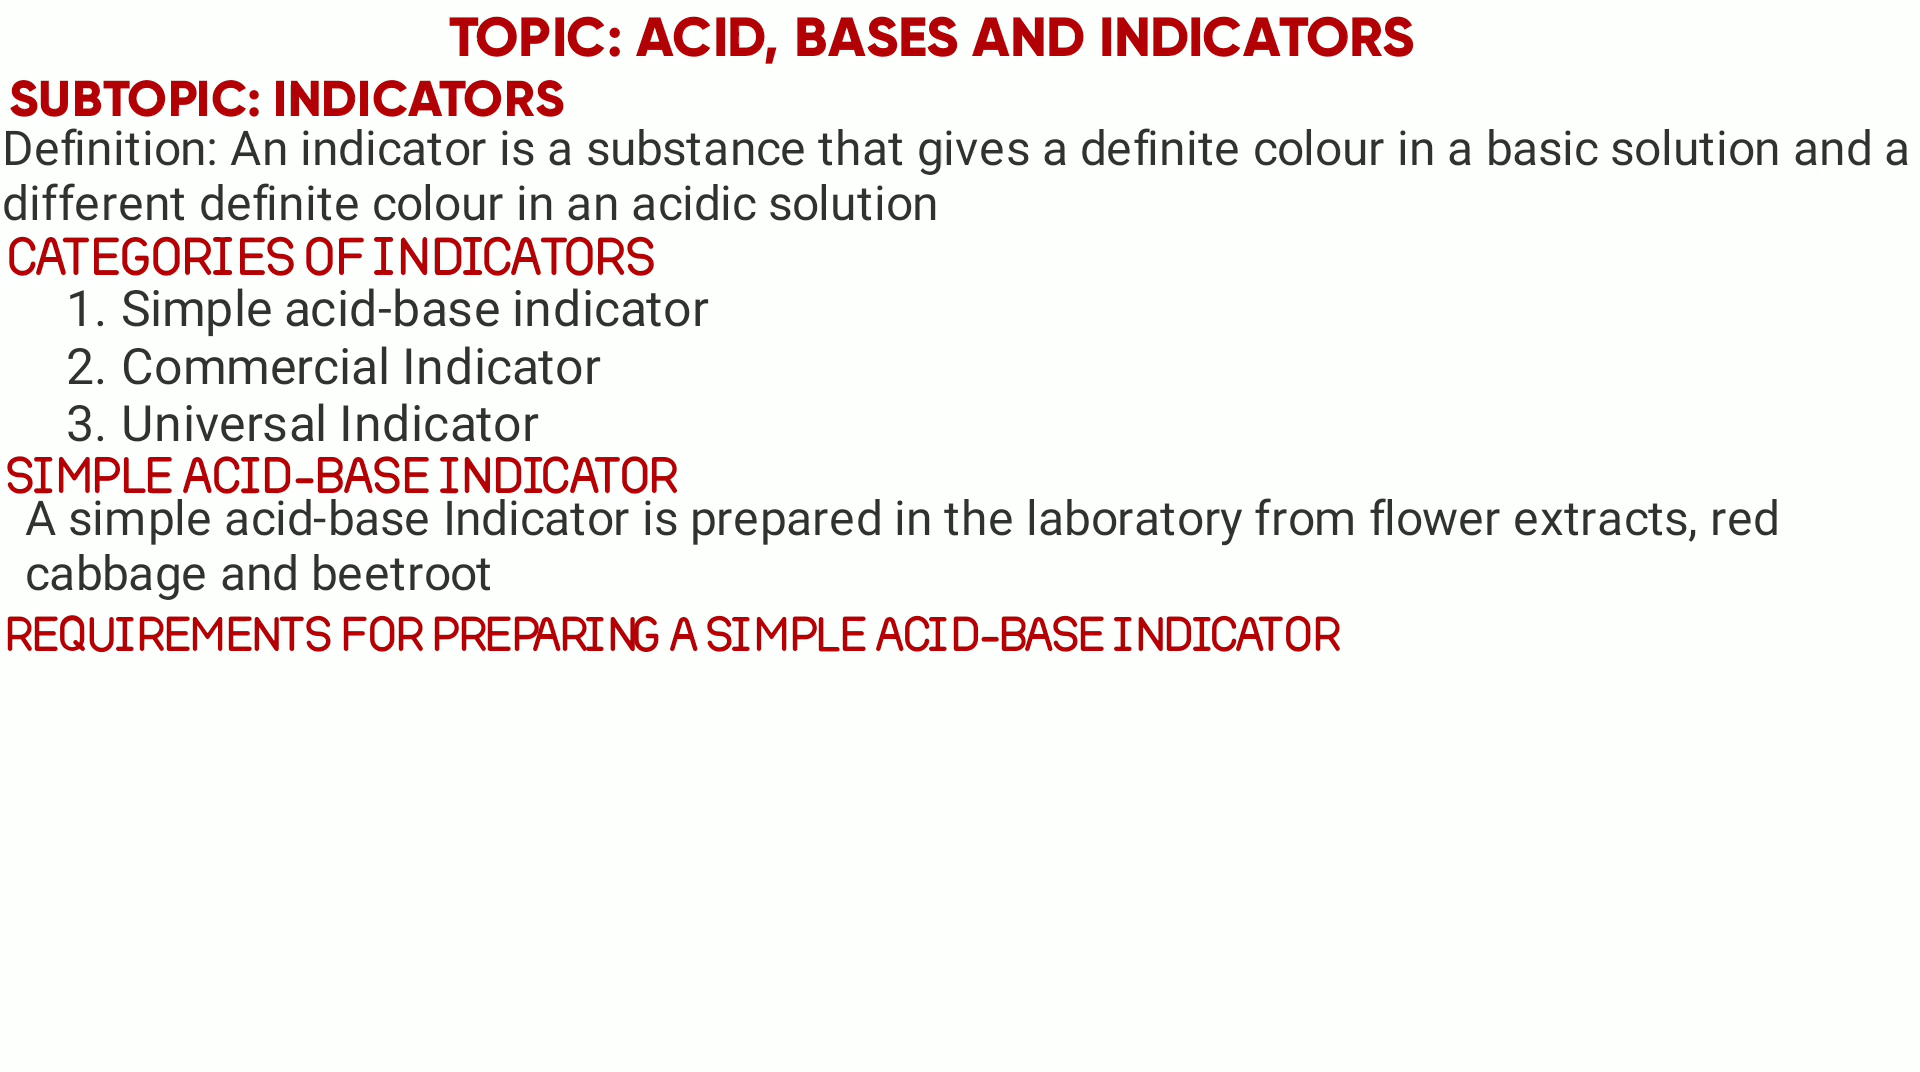 TOPIC: ACID, BASES AND INDICATORS
SUBTOPIC: INDICATORS
Definition: An indicator is a substance that gives a definite colour in a basic solution and a
different definite colour in an acidic solution
CATEGORIES OF INDICATORS
1. Simple acid-base indicator
2. Commercial Indicator
3. Universal Indicator
SIMPLE ACID-BASE INDICATOR
A simple acid-base Indicator is prepared in the laboratory from flower extracts, red
cabbage and beetroot
REQUIREMENTS FOR PREPARING A SIMPLE ACID-BASE INDICATOR